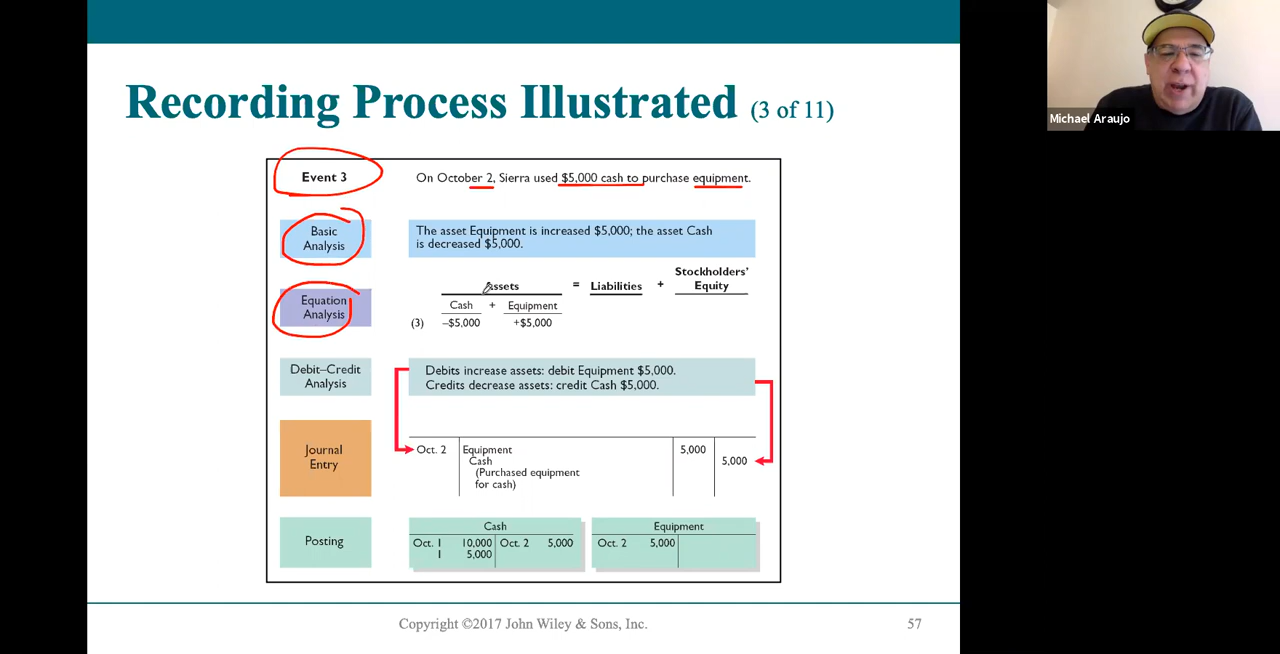 Recording Process Illustrated (3 of 11)
Michael Araujo
Event 3
On October 2, Sierra used $5,000 cash to purchase equipment.
Basic
Analysis
The asset Equipment is increased $5,000; the asset Cash
is decreased $5,000.
Equation
Analysis
Assets = Liabilities + Stockholders'
Equity
Cash + Equipment
(3) –$5,000 +$5,000
Debit–Credit
Analysis
Debits increase assets: debit Equipment $5,000.
Credits decrease assets: credit Cash $5,000.
Journal
Entry
Oct. 2 Equipment 5,000
Cash 5,000
(Purchased equipment
for cash)
Posting
Cash
Oct. 1 10,000 Oct. 2 5,000
1 5,000
Equipment
Oct. 2 5,000
Copyright ©2017 John Wiley & Sons, Inc.
57